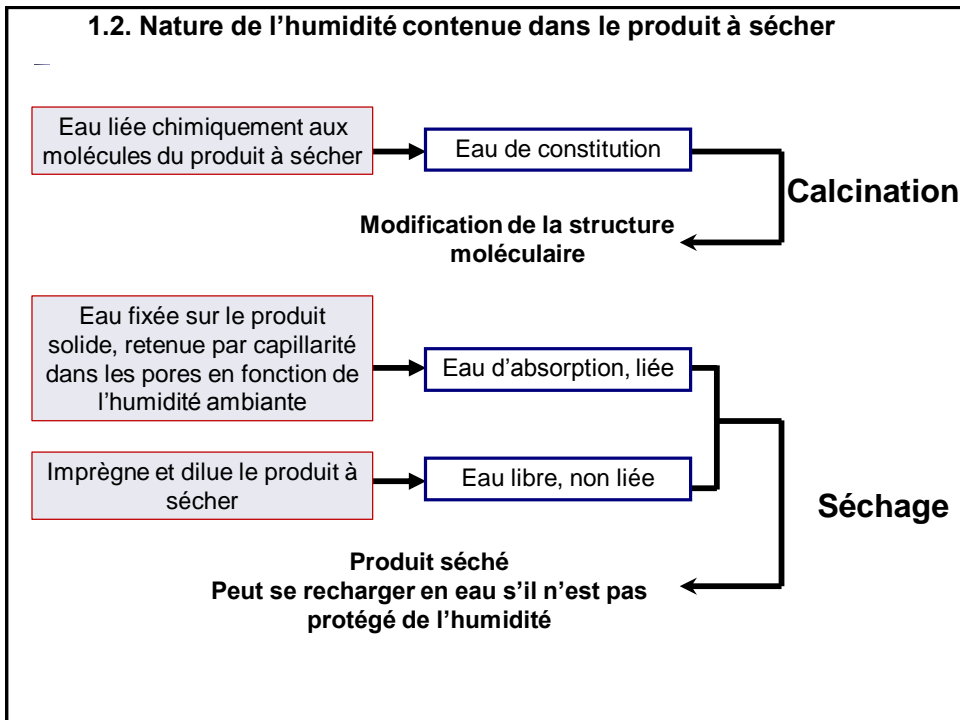 1.2. Nature de l’humidité contenue dans le produit à sécher
Eau liée chimiquement aux
molécules du produit à sécher
Eau de constitution
Calcination
Modification de la structure
moléculaire
Eau fixée sur le produit
solide, retenue par capillarité
dans les pores en fonction de
l’humidité ambiante
Eau d’absorption, liée
Imprègne et dilue le produit à
sécher
Eau libre, non liée
Séchage
Produit séché
Peut se recharger en eau s’il n’est pas
protégé de l’humidité